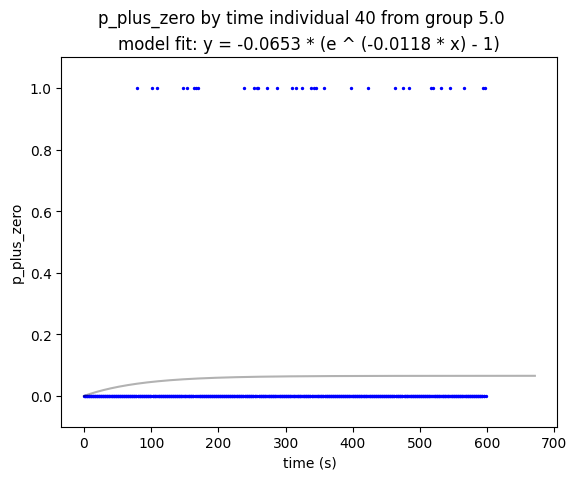 p_plus_zero by time individual 40 from group 5.0
model fit: y = -0.0653 * (e ^ (-0.0118 * x) - 1)
1.0
0.8
0.6
0.4
0.2
0.0
p_plus_zero
0 100 200 300 400 500 600 700
time (s)